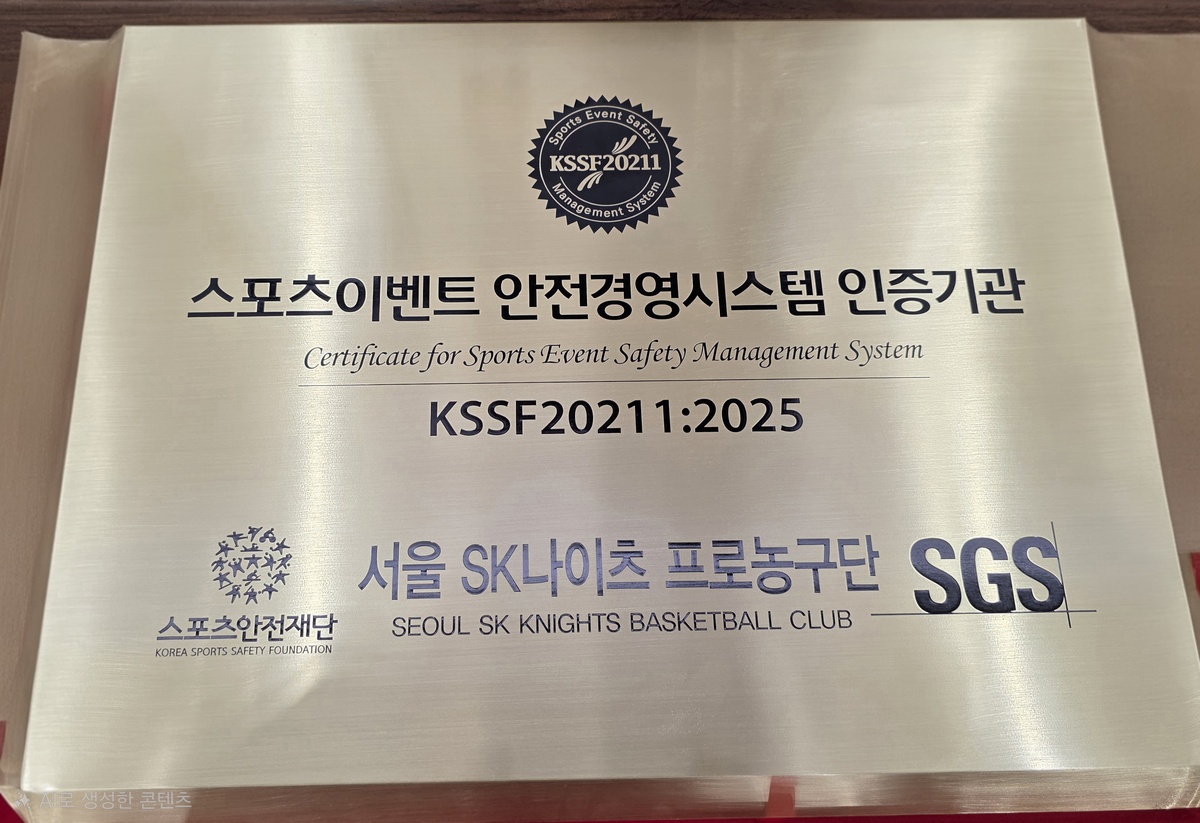 Sports Event Safety
KSSF20211
Management System
스포츠이벤트 안전경영시스템 인증기관
Certificate for Sports Event Safety Management System
KSSF20211:2025
스포츠안전재단
KOREA SPORTS SAFETY FOUNDATION
서울 SK나이츠 프로농구단
SEOUL SK KNIGHTS BASKETBALL CLUB
SGS
AI로 생성한 콘텐츠